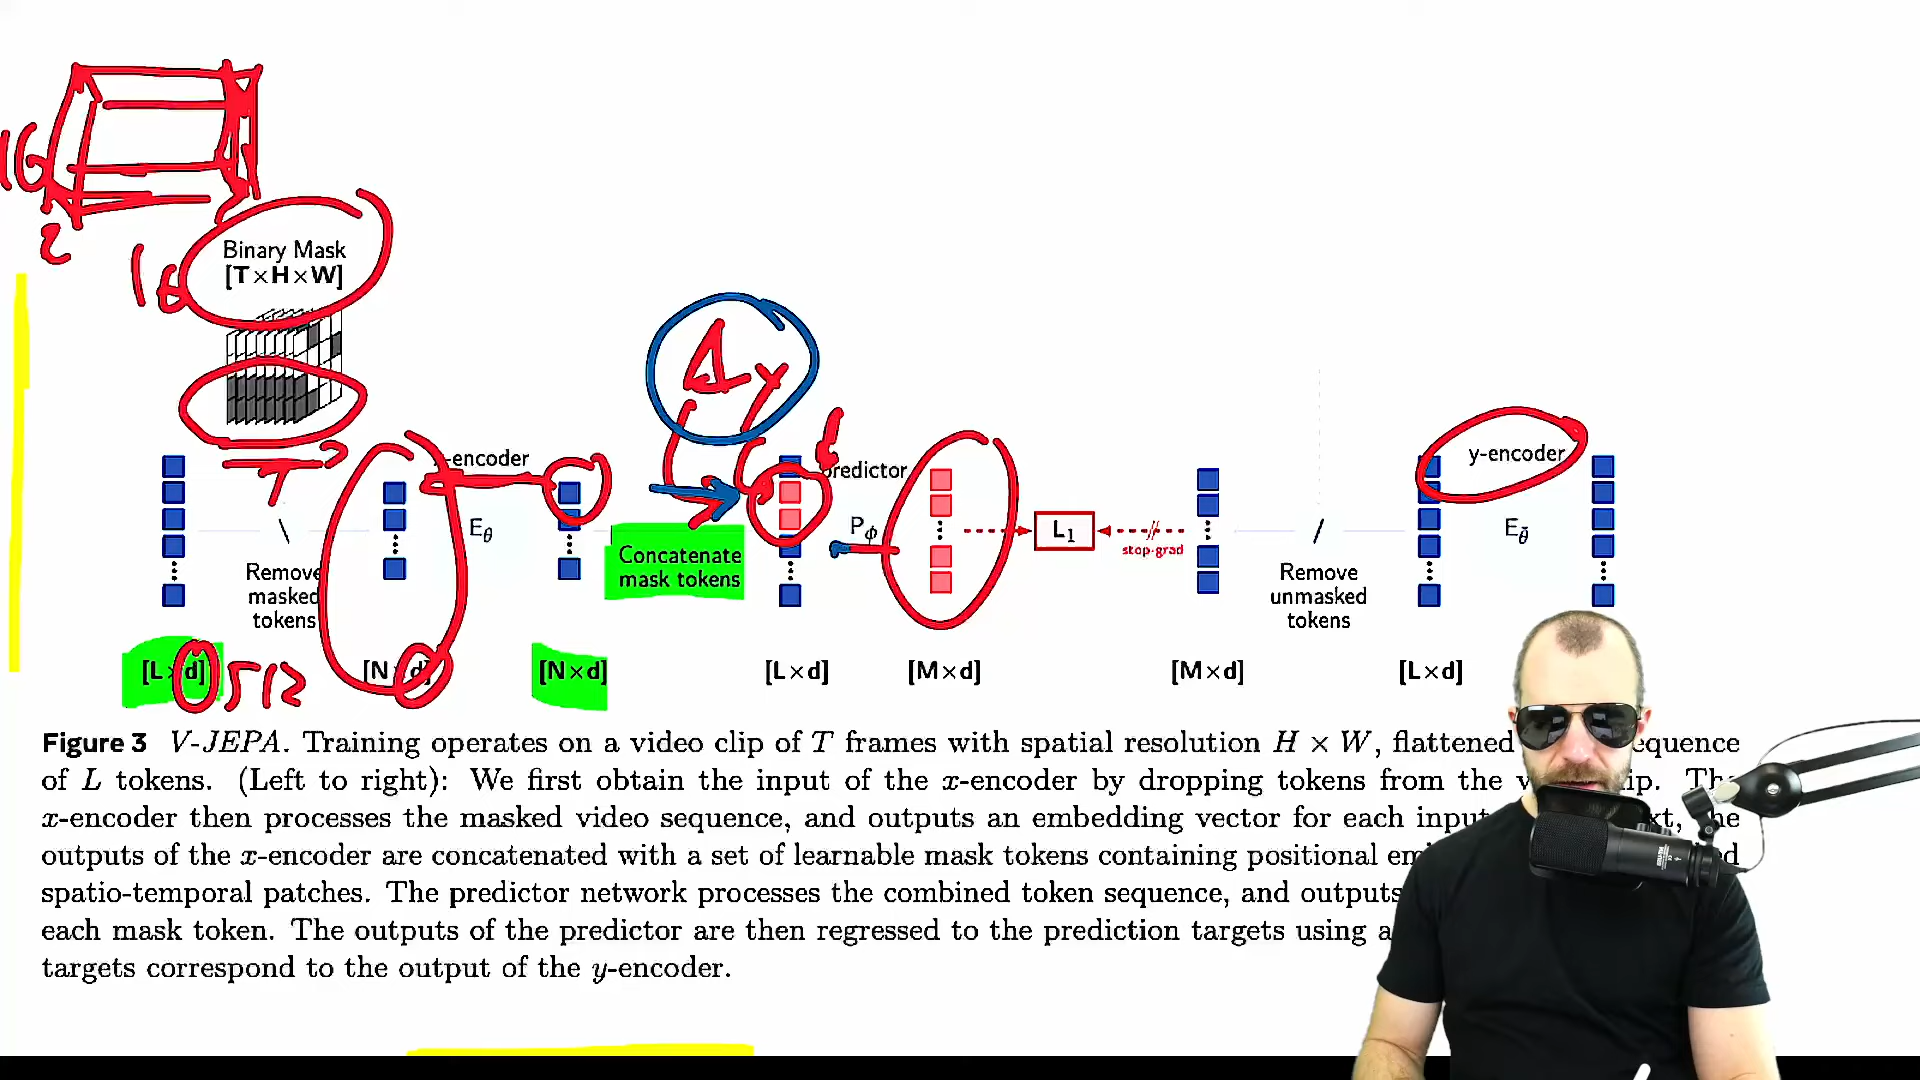 16
2
16
Binary Mask
[T×H×W]
T
Δy
-encoder
predictor
y-encoder
E_θ
Concatenate
mask tokens
P_ϕ
L₁
stop-grad
E_θ̄
Remove
masked
tokens
Remove
unmasked
tokens
[L×d] 512
[N×d]
[N×d]
[L×d]
[M×d]
[M×d]
[L×d]
Figure 3 V-JEPA. Training operates on a video clip of T frames with spatial resolution H × W, flattened equence
of L tokens. (Left to right): We first obtain the input of the x-encoder by dropping tokens from the
x-encoder then processes the masked video sequence, and outputs an embedding vector for each input
outputs of the x-encoder are concatenated with a set of learnable mask tokens containing positional
spatio-temporal patches. The predictor network processes the combined token sequence, and outputs
each mask token. The outputs of the predictor are then regressed to the prediction targets using a
targets correspond to the output of the y-encoder.